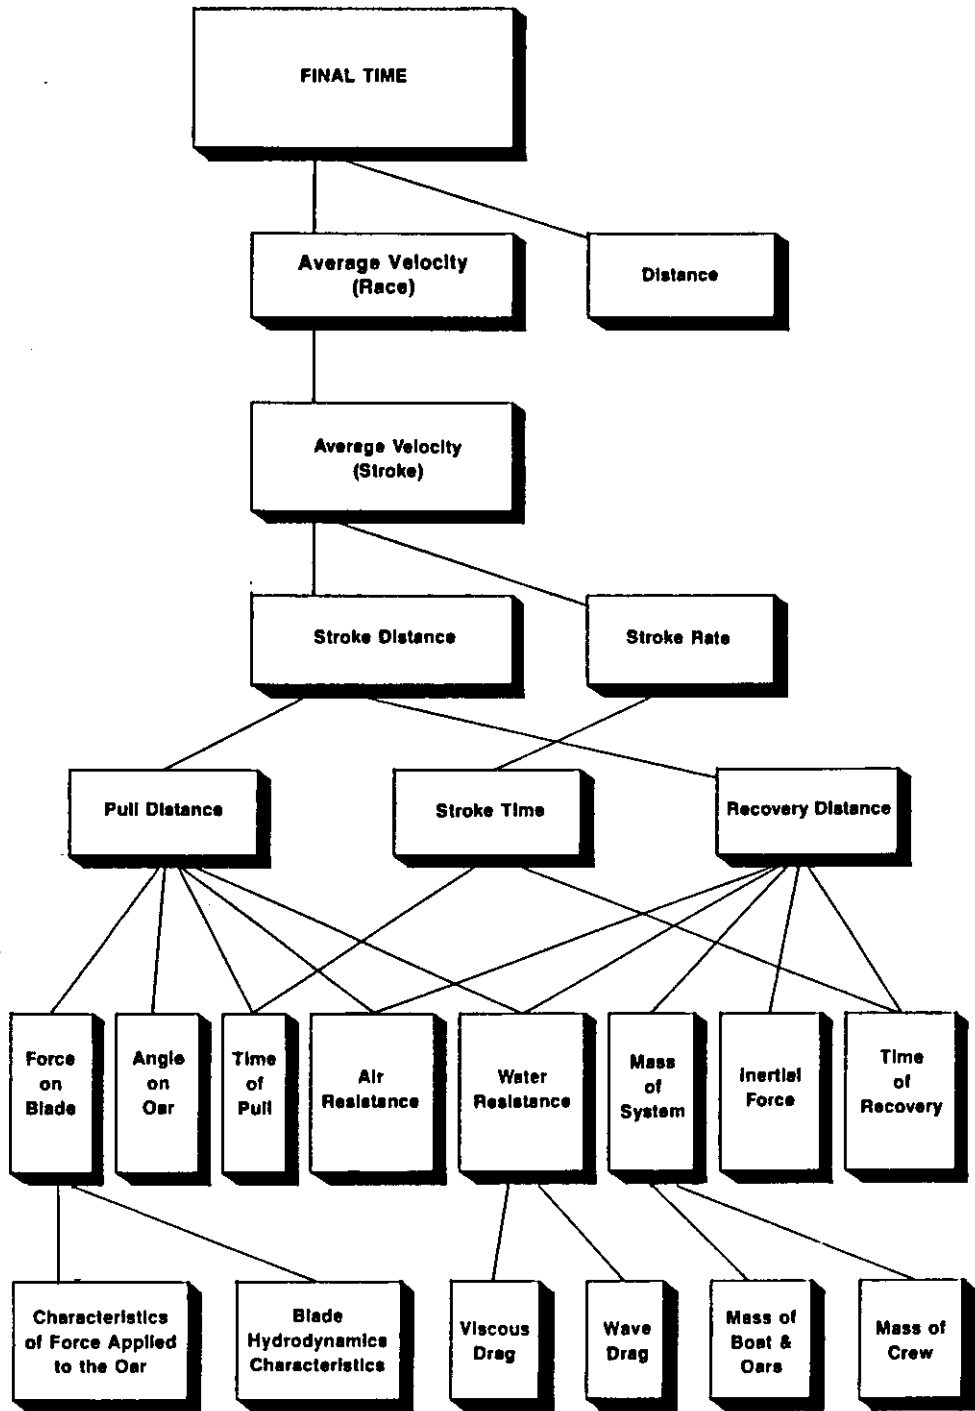 FINAL TIME
Average Velocity
(Race)
Distance
Average Velocity
(Stroke)
Stroke Distance
Stroke Rate
Pull Distance
Stroke Time
Recovery Distance
Force
on
Blade
Angle
on
Oar
Time
of
Pull
Air
Resistance
Water
Resistance
Mass
of
System
Inertial
Force
Time
of
Recovery
Characteristics
of Force Applied
to the Oar
Blade
Hydrodynamics
Characteristics
Viscous
Drag
Wave
Drag
Mass of
Boat &
Oars
Mass of
Crew